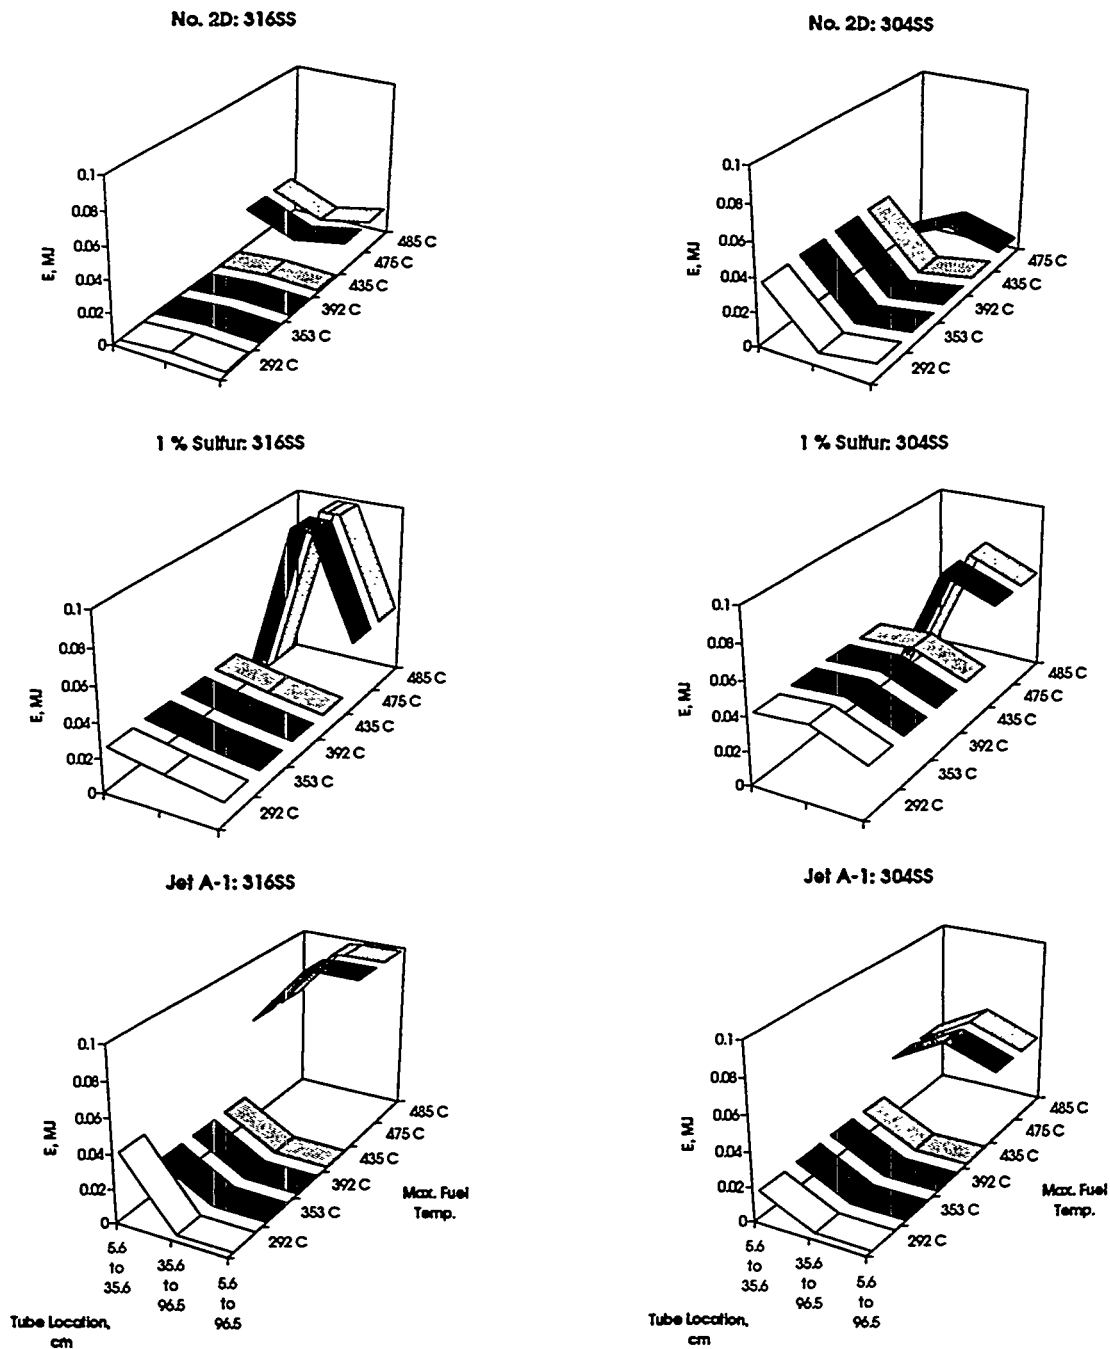 No. 2D: 316SS
No. 2D: 304SS
0.1
0.08
0.06
0.04
0.02
0
E, MJ
485 C
475 C
435 C
392 C
353 C
292 C
0.1
0.08
0.06
0.04
0.02
0
E, MJ
475 C
435 C
392 C
353 C
292 C
1 % Sulfur: 316SS
1 % Sulfur: 304SS
0.1
0.08
0.06
0.04
0.02
0
E, MJ
485 C
475 C
435 C
392 C
353 C
292 C
0.1
0.08
0.06
0.04
0.02
0
E, MJ
485 C
475 C
435 C
392 C
353 C
292 C
Jet A-1: 316SS
Jet A-1: 304SS
0.1
0.08
0.06
0.04
0.02
0
E, MJ
485 C
475 C
435 C
392 C
353 C
292 C
Max. Fuel
Temp.
5.6
to
35.6
35.6
to
96.5
5.6
to
96.5
Tube Location,
cm
0.1
0.08
0.06
0.04
0.02
0
E, MJ
485 C
475 C
435 C
392 C
353 C
292 C
Max. Fuel
Temp.
5.6
to
35.6
35.6
to
96.5
5.6
to
96.5
Tube Location,
cm